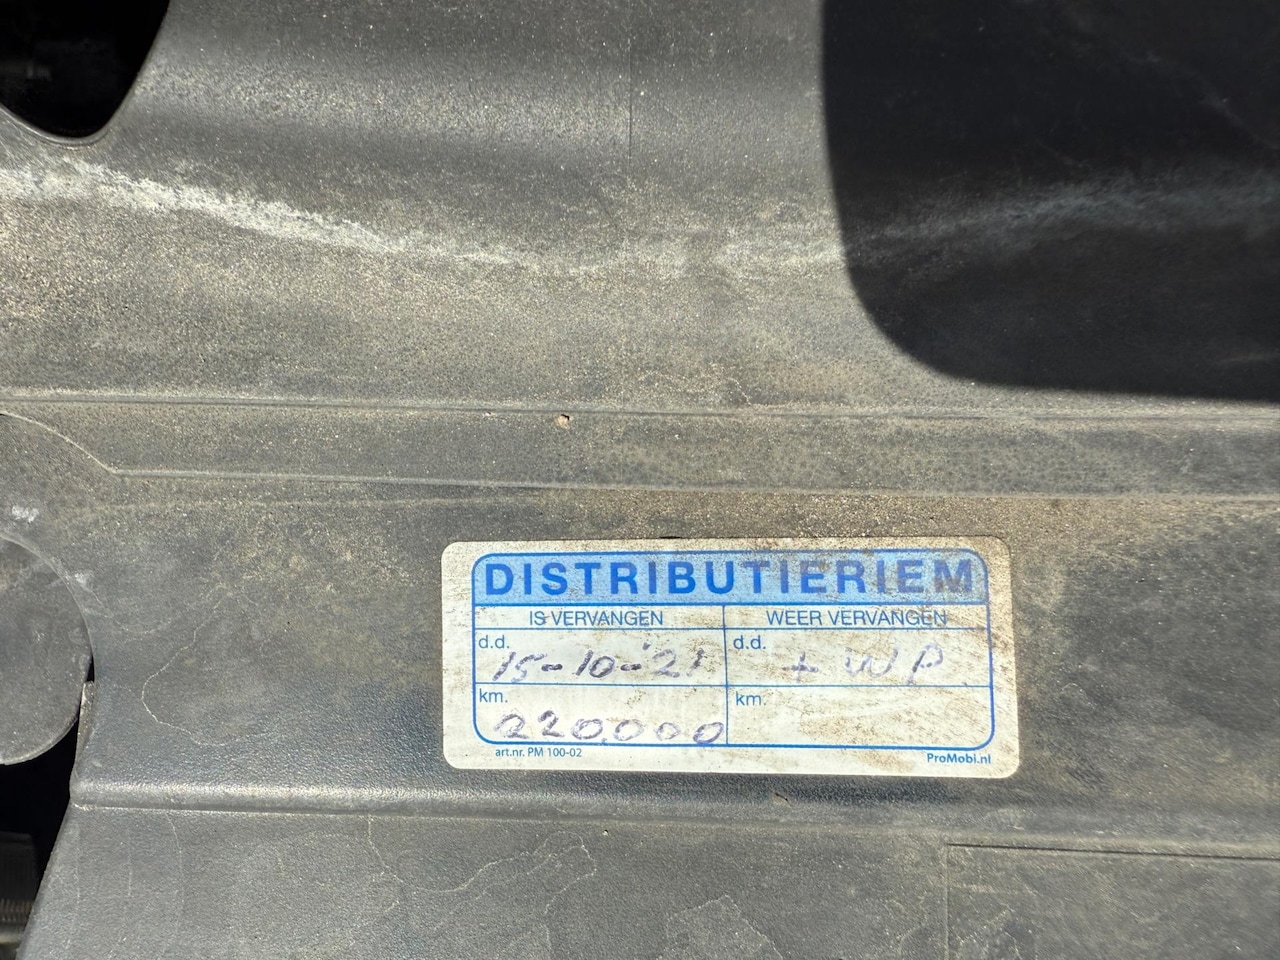 DISTRIBUTIERIEM
IS VERVANGEN WEER VERVANGEN
d.d. 15-10-'21 d.d. + WP
km. 220.000 km.
art.nr. PM 100-02 ProMobi.nl